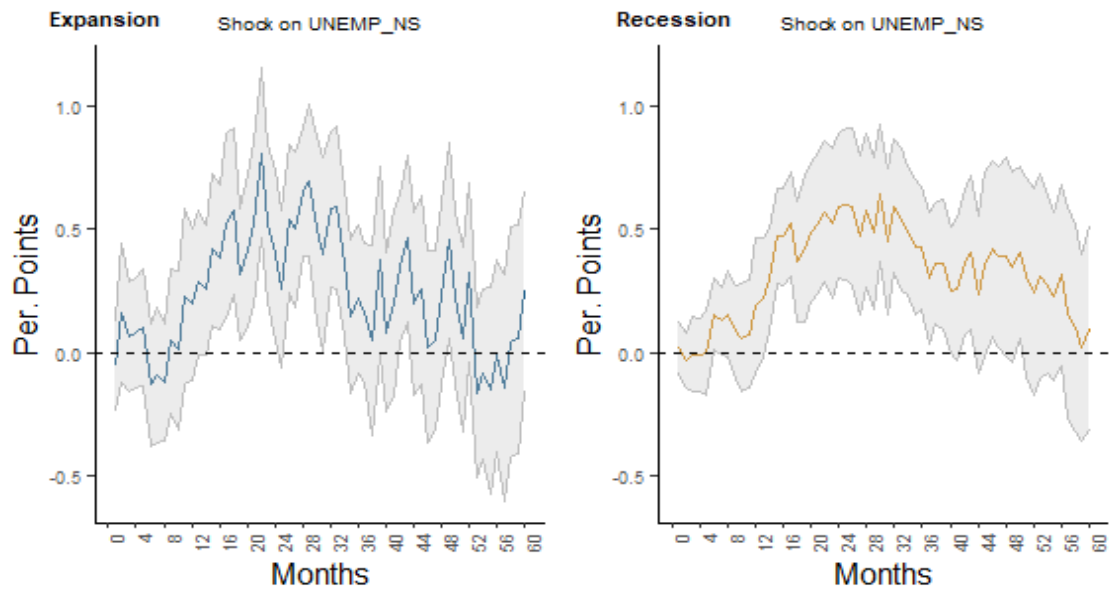 Expansion Shock on UNEMP_NS
1.0
0.5
0.0
-0.5
Per. Points
0 4 8 12 16 20 24 28 32 36 40 44 48 52 56 60
Months
Recession Shock on UNEMP_NS
1.0
0.5
0.0
-0.5
Per. Points
0 4 8 12 16 20 24 28 32 36 40 44 48 52 56 60
Months